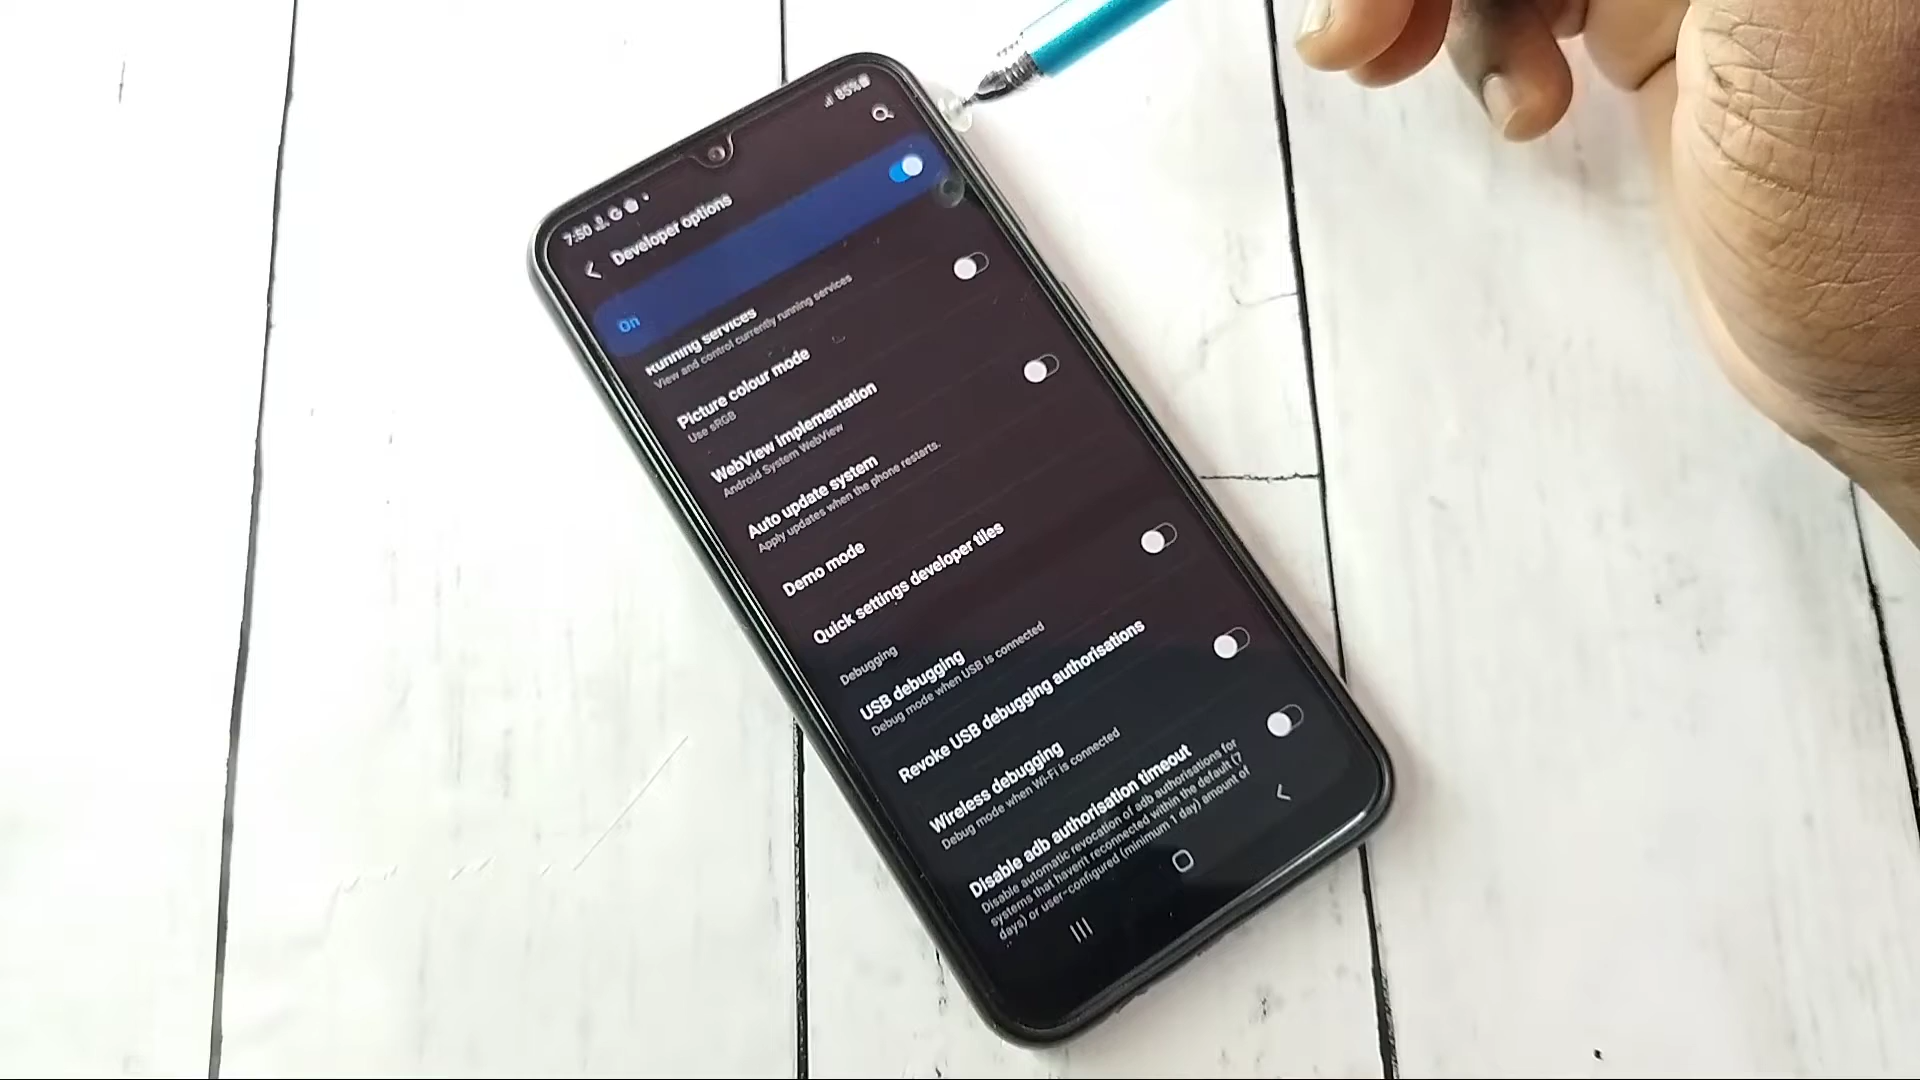 7:50
85%
Developer options
On
Running services
View and control currently running services
Picture colour mode
Use sRGB
WebView implementation
Android System WebView
Auto update system
Apply updates when the phone restarts.
Demo mode
Quick settings developer tiles
Debugging
USB debugging
Debug mode when USB is connected
Revoke USB debugging authorisations
Wireless debugging
Debug mode when Wi-Fi is connected
Disable adb authorisation timeout
Disable automatic revocation of adb authorisations for
systems that haven't reconnected within the default (7
days) or user-configured (minimum 1 day) amount of